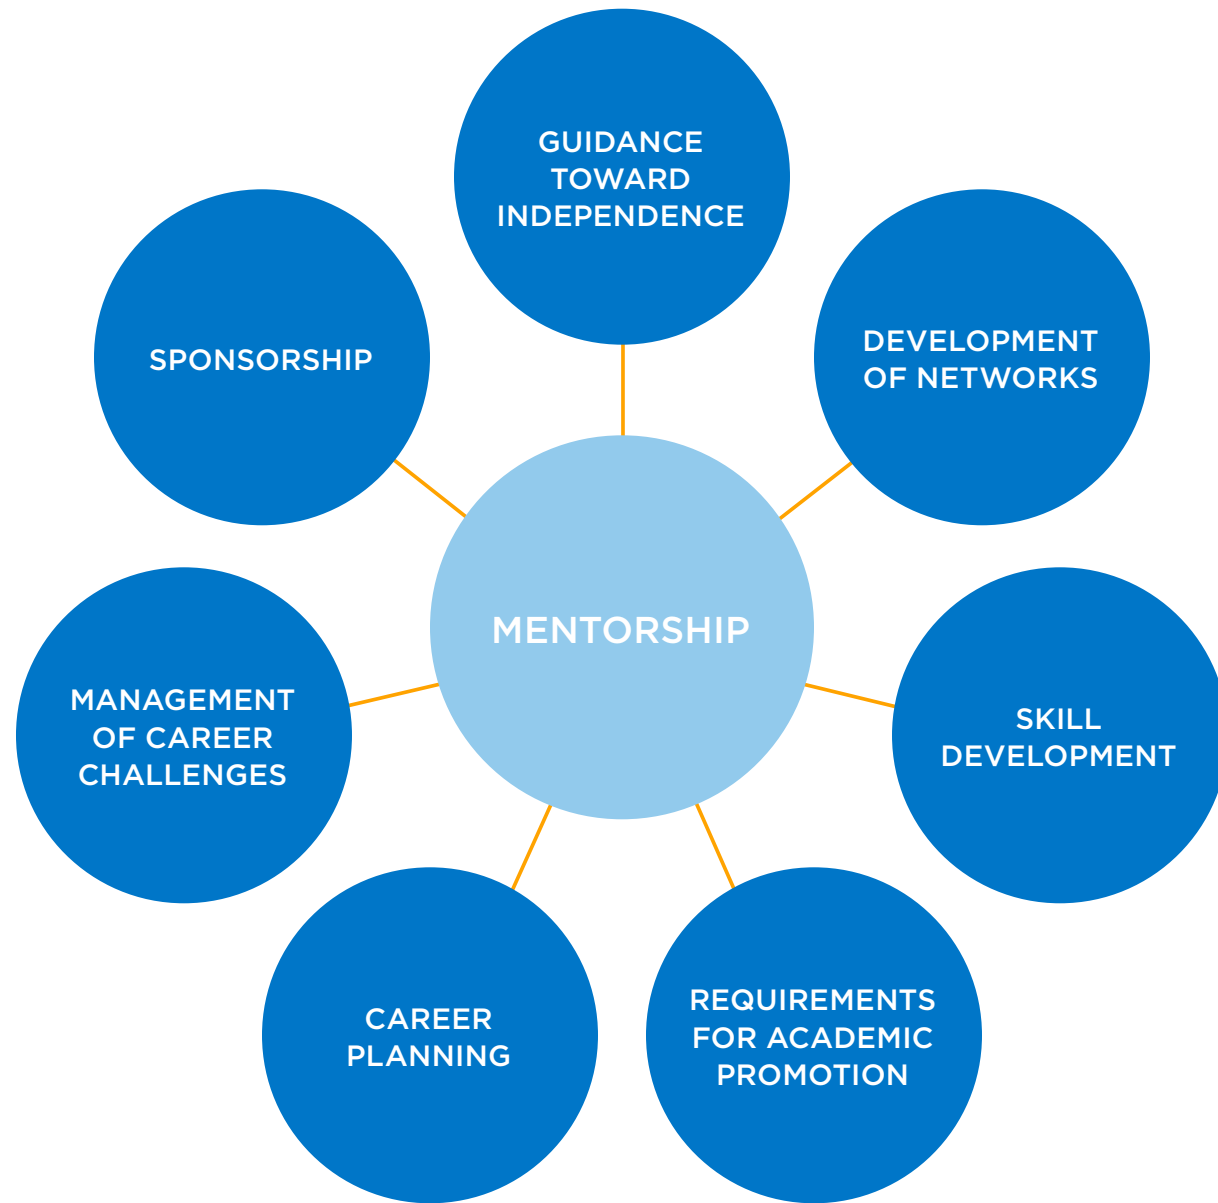 GUIDANCE
TOWARD
INDEPENDENCE
DEVELOPMENT
OF NETWORKS
SPONSORSHIP
MENTORSHIP
SKILL
DEVELOPMENT
MANAGEMENT
OF CAREER
CHALLENGES
REQUIREMENTS
FOR ACADEMIC
PROMOTION
CAREER
PLANNING